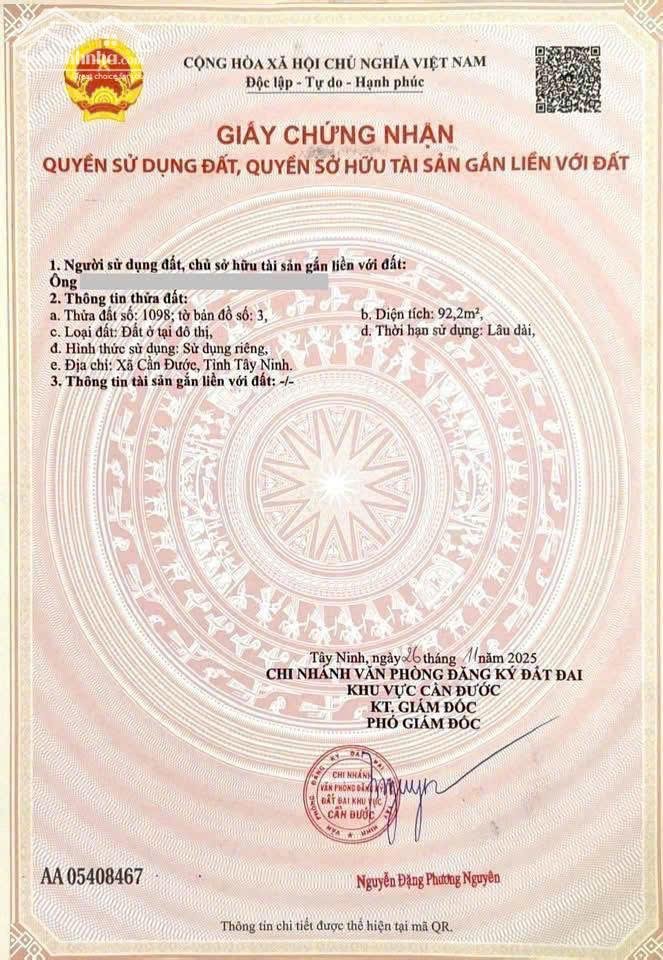 CỘNG HÒA XÃ HỘI CHỦ NGHĨA VIỆT NAM
Độc lập - Tự do - Hạnh phúc
GIẤY CHỨNG NHẬN
QUYỀN SỬ DỤNG ĐẤT, QUYỀN SỞ HỮU TÀI SẢN GẮN LIỀN VỚI ĐẤT
1. Người sử dụng đất, chủ sở hữu tài sản gắn liền với đất:
Ông
2. Thông tin thửa đất:
a. Thửa đất số: 1098; tờ bản đồ số: 3, b. Diện tích: 92,2m²,
c. Loại đất: Đất ở tại đô thị, d. Thời hạn sử dụng: Lâu dài,
đ. Hình thức sử dụng: Sử dụng riêng,
e. Địa chỉ: Xã Cần Đước, Tỉnh Tây Ninh.
3. Thông tin tài sản gắn liền với đất: -/-
Tây Ninh, ngày 26 tháng 11 năm 2025
CHI NHÁNH VĂN PHÒNG ĐĂNG KÝ ĐẤT ĐAI
KHU VỰC CẦN ĐƯỚC
KT. GIÁM ĐỐC
PHÓ GIÁM ĐỐC
CHI NHÁNH
VĂN PHÒNG ĐĂNG
ĐẤT ĐAI KHU VỰC
CẦN ĐƯỚC
AA 05408467
Nguyễn Đặng Phương Nguyên
Thông tin chi tiết được thể hiện tại mã QR.